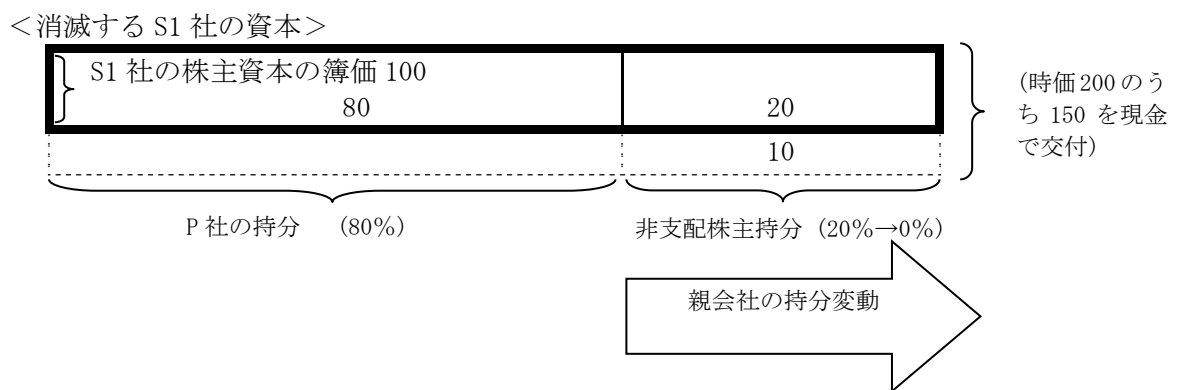 ＜消滅する S1 社の資本＞
S1 社の株主資本の簿価 100
80
20
10
(時価 200 のう
ち 150 を現金
で交付)
P 社の持分　(80%)
非支配株主持分 (20%→0%)
親会社の持分変動